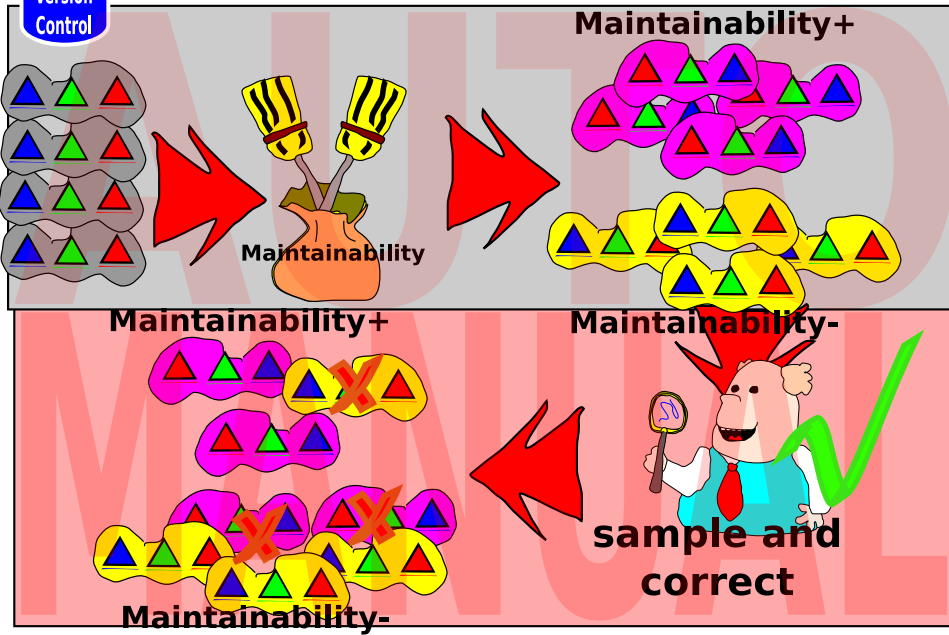 Version
Control
AUTO
Maintainability+
Maintainability
Maintainability-
MANUAL
Maintainability+
sample and
correct
Maintainability-